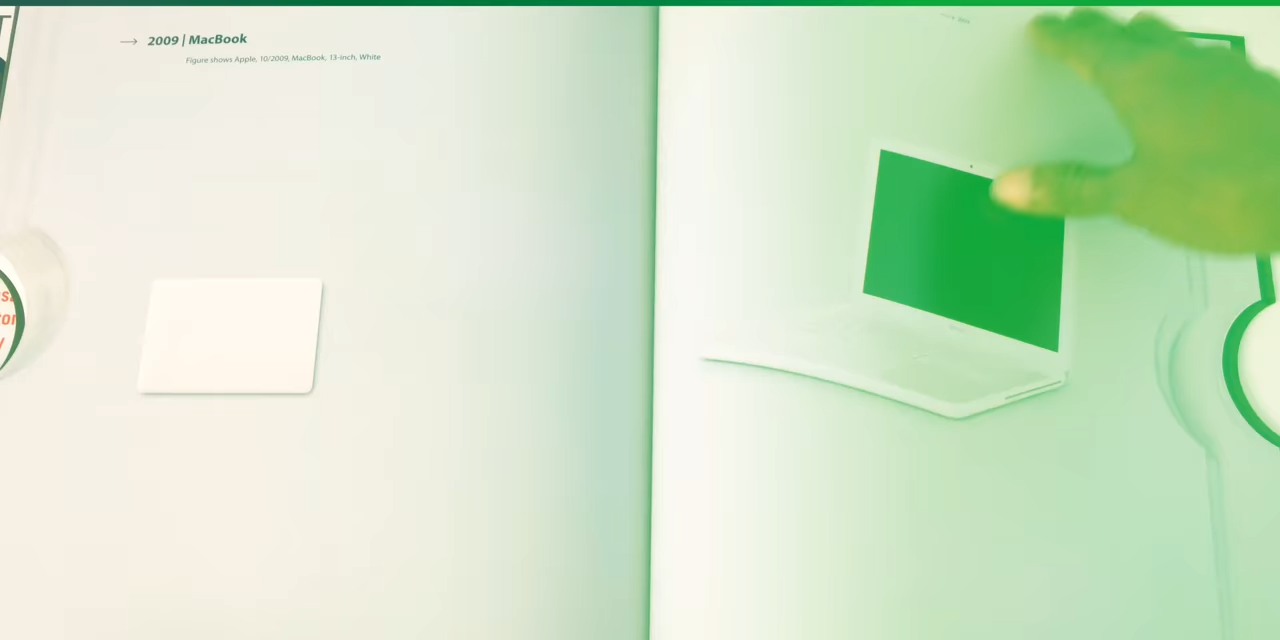 → 2009 | MacBook
Figure shows Apple, 10/2009, MacBook, 13-inch, White